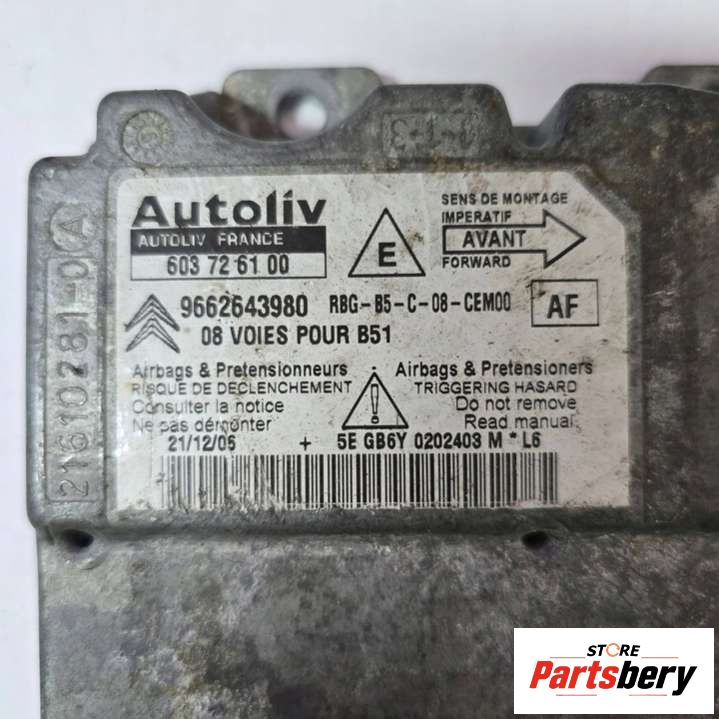 Autoliv
AUTOLIV FRANCE
603 72 61 00
E
SENS DE MONTAGE
IMPERATIF
AVANT
FORWARD
9662643980 RBG-B5-C-08-CEM00 AF
08 VOIES POUR B51
Airbags & Pretensionneurs
RISQUE DE DECLENCHEMENT
Consulter la notice
Ne pas démonter
Airbags & Pretensioners
TRIGGERING HASARD
Do not remove
Read manual
21/12/06 + 5E GB6Y 0202403 M * L6
21610281-0 A
STORE
Partsbery